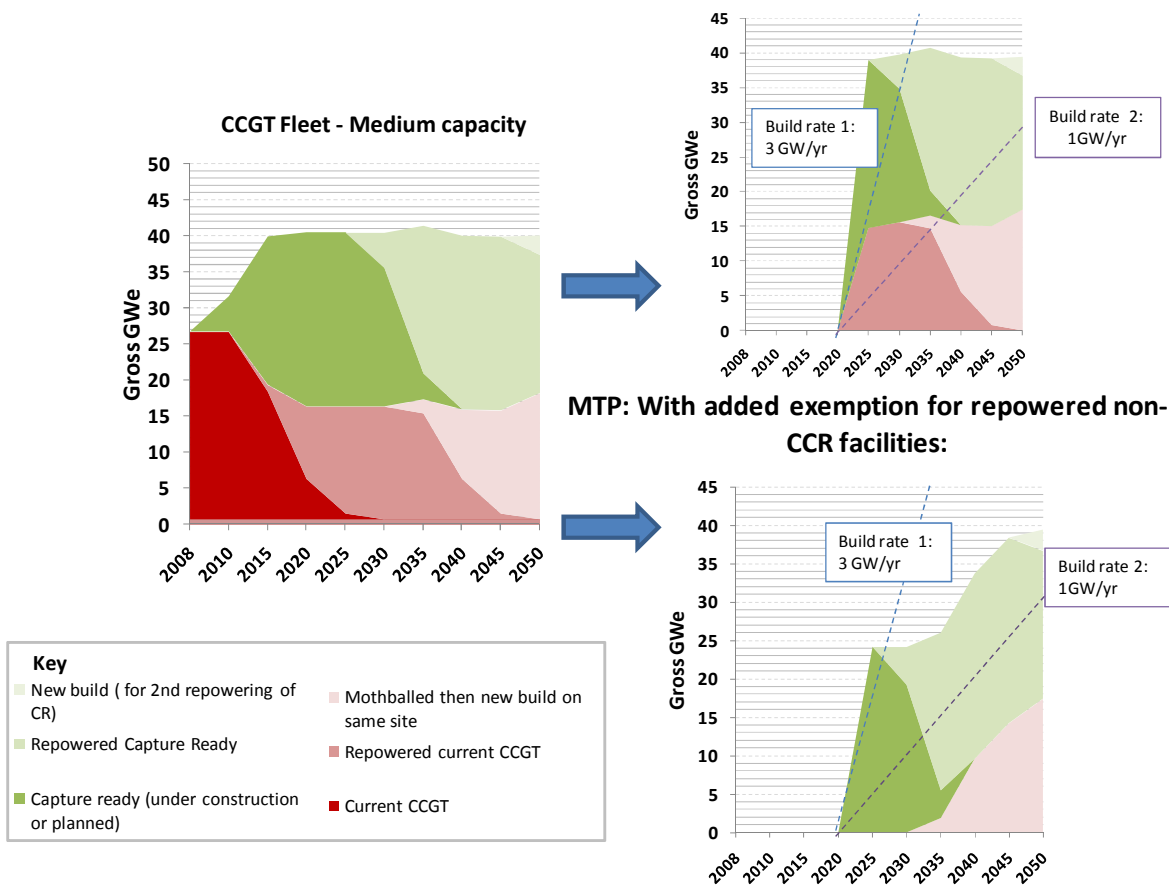 CCGT Fleet - Medium capacity
Gross GWe
50
45
40
35
30
25
20
15
10
5
0
2008
2010
2015
2020
2025
2030
2035
2040
2045
2050
Gross GWe
45
40
35
30
25
20
15
10
5
0
Build rate 1:
3 GW/yr
Build rate 2:
1GW/yr
2008
2010
2015
2020
2025
2030
2035
2040
2045
2050
MTP: With added exemption for repowered non-
CCR facilities:
Gross GWe
45
40
35
30
25
20
15
10
5
0
Build rate 1:
3 GW/yr
Build rate 2:
1GW/yr
2008
2010
2015
2020
2025
2030
2035
2040
2045
2050
Key
New build ( for 2nd repowering of
CR)
Repowered Capture Ready
Capture ready (under construction
or planned)
Mothballed then new build on
same site
Repowered current CCGT
Current CCGT